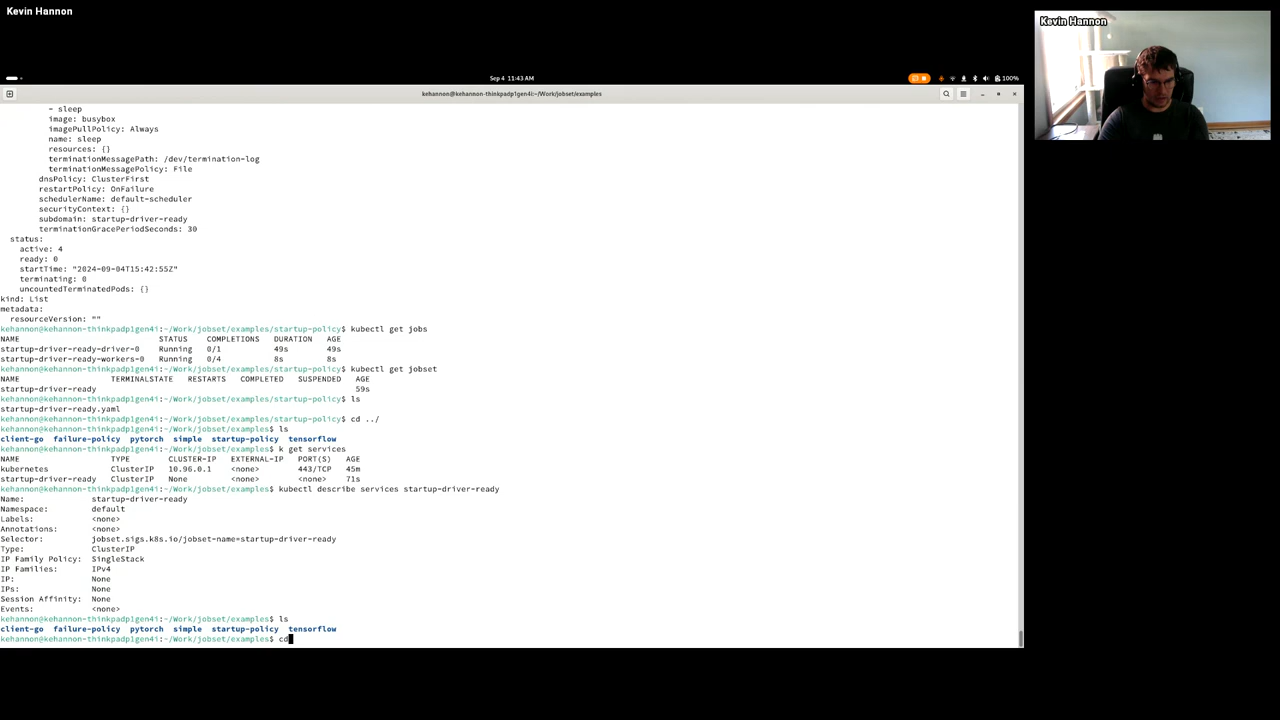 Kevin Hannon
Kevin Hannon
Sep 4 11:43 AM
100%
kehannon@kehannon-thinkpadp1gen4i:~/Work/jobset/examples
- sleep
image: busybox
imagePullPolicy: Always
name: sleep
resources: {}
terminationMessagePath: /dev/termination-log
terminationMessagePolicy: File
dnsPolicy: ClusterFirst
restartPolicy: OnFailure
schedulerName: default-scheduler
securityContext: {}
subdomain: startup-driver-ready
terminationGracePeriodSeconds: 30
status:
active: 4
ready: 0
startTime: "2024-09-04T15:42:55Z"
terminating: 0
uncountedTerminatedPods: {}
kind: List
metadata:
resourceVersion: ""
kehannon@kehannon-thinkpadp1gen4i:~/Work/jobset/examples/startup-policy$ kubectl get jobs
NAME STATUS COMPLETIONS DURATION AGE
startup-driver-ready-driver-0 Running 0/1 49s 49s
startup-driver-ready-workers-0 Running 0/4 8s 8s
kehannon@kehannon-thinkpadp1gen4i:~/Work/jobset/examples/startup-policy$ kubectl get jobset
NAME TERMINALSTATE RESTARTS COMPLETED SUSPENDED AGE
startup-driver-ready 59s
kehannon@kehannon-thinkpadp1gen4i:~/Work/jobset/examples/startup-policy$ ls
startup-driver-ready.yaml
kehannon@kehannon-thinkpadp1gen4i:~/Work/jobset/examples/startup-policy$ cd ../
kehannon@kehannon-thinkpadp1gen4i:~/Work/jobset/examples$ ls
client-go failure-policy pytorch simple startup-policy tensorflow
kehannon@kehannon-thinkpadp1gen4i:~/Work/jobset/examples$ k get services
NAME TYPE CLUSTER-IP EXTERNAL-IP PORT(S) AGE
kubernetes ClusterIP 10.96.0.1 <none> 443/TCP 45m
startup-driver-ready ClusterIP None <none> <none> 71s
kehannon@kehannon-thinkpadp1gen4i:~/Work/jobset/examples$ kubectl describe services startup-driver-ready
Name: startup-driver-ready
Namespace: default
Labels: <none>
Annotations: <none>
Selector: jobset.sigs.k8s.io/jobset-name=startup-driver-ready
Type: ClusterIP
IP Family Policy: SingleStack
IP Families: IPv4
IP: None
IPs: None
Session Affinity: None
Events: <none>
kehannon@kehannon-thinkpadp1gen4i:~/Work/jobset/examples$ ls
client-go failure-policy pytorch simple startup-policy tensorflow
kehannon@kehannon-thinkpadp1gen4i:~/Work/jobset/examples$ cd